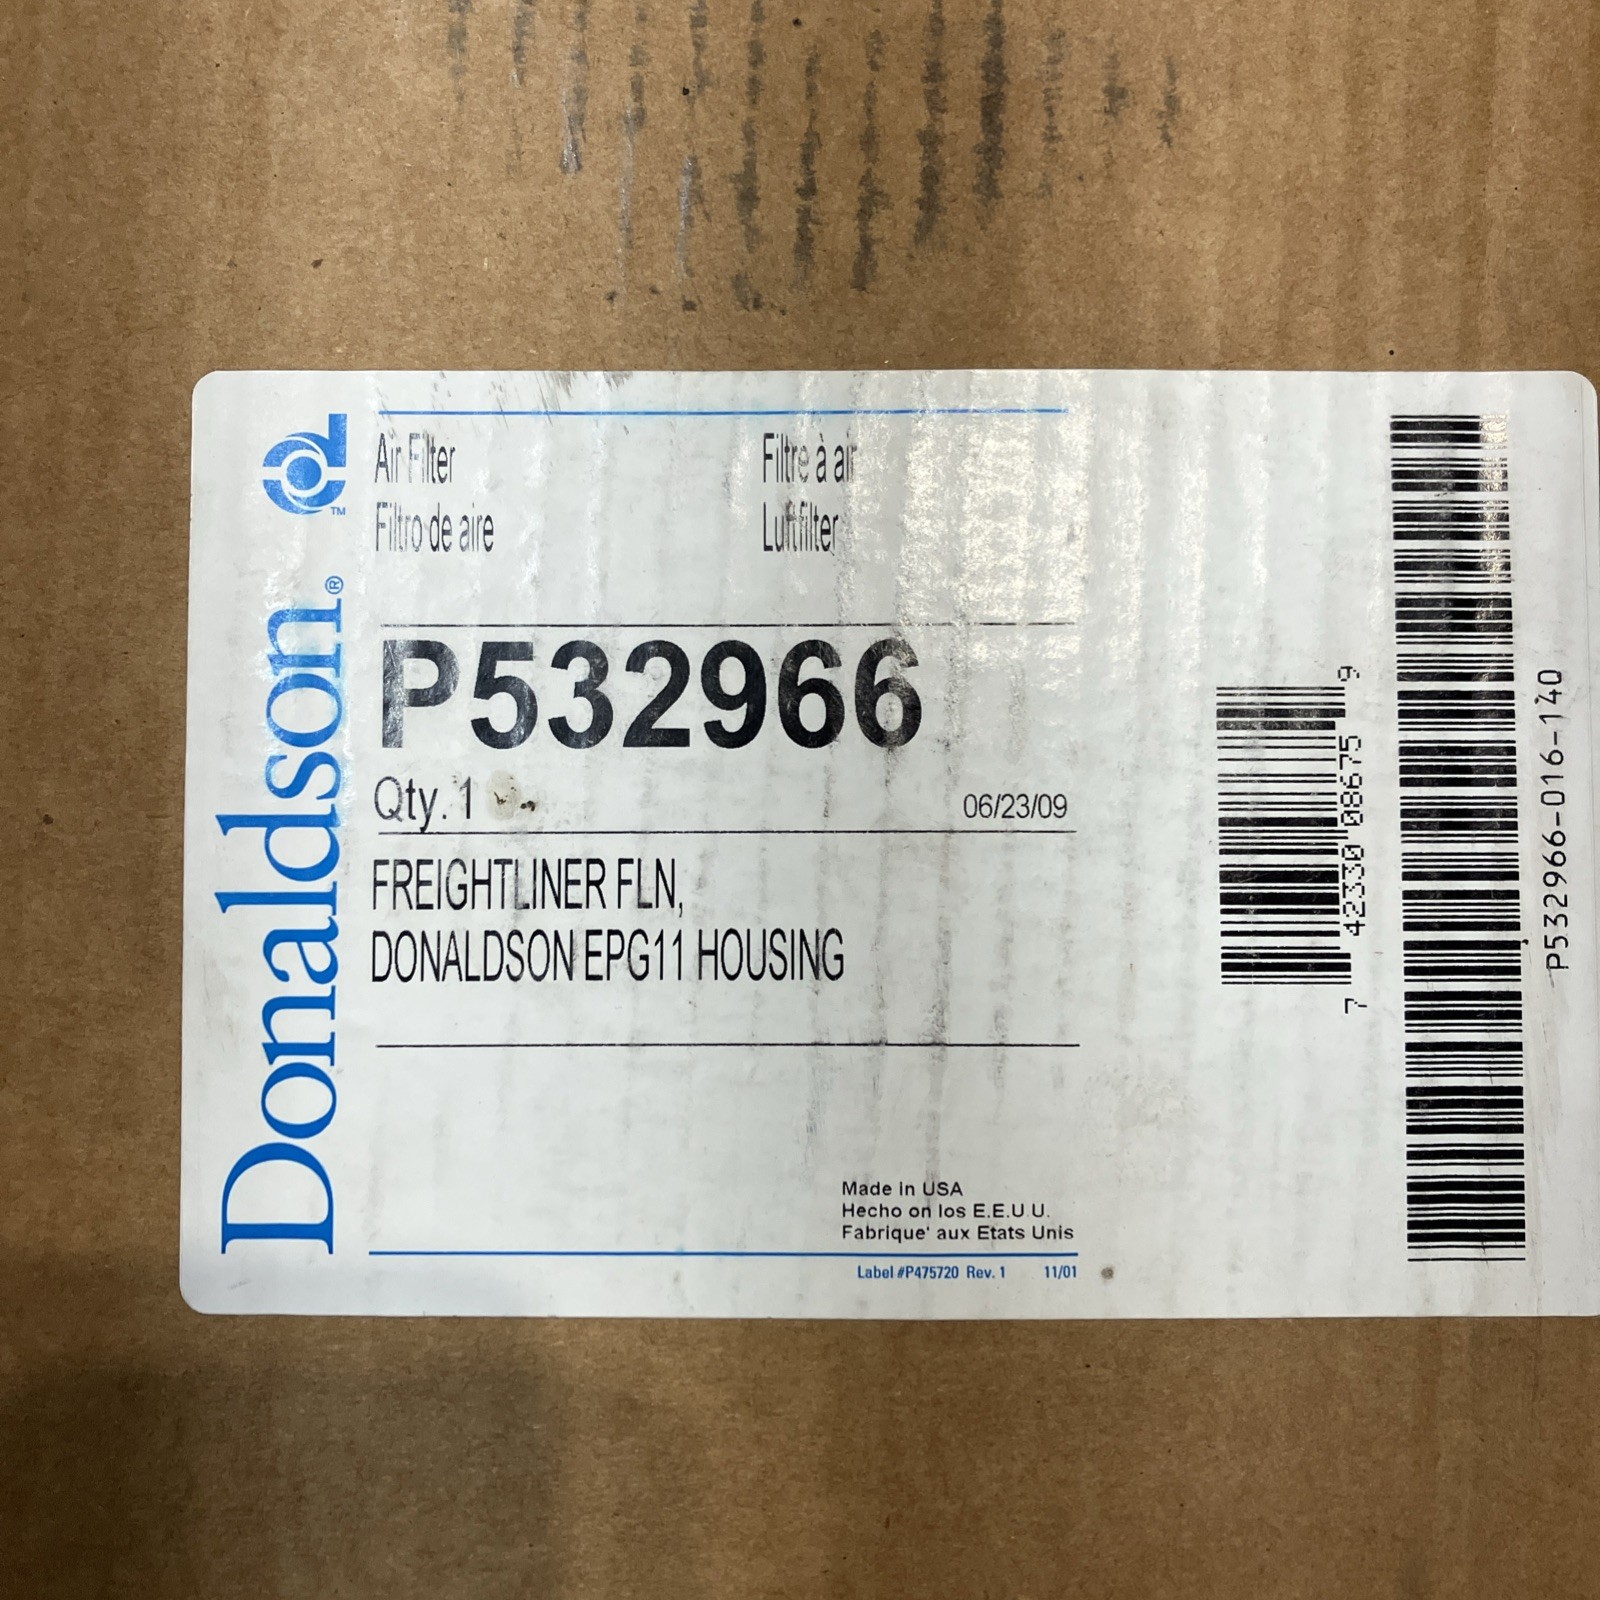 Donaldson®
TM
Air Filter
Filtre à air
Filtro de aire
Luftfilter
P532966
Qty. 1
06/23/09
FREIGHTLINER FLN,
DONALDSON EPG11 HOUSING
Made in USA
Hecho on los E.E.U U.
Fabrique' aux Etats Unis
Label #P475720 Rev. 1 11/01
7 42330 08675 9
P532966-016-140